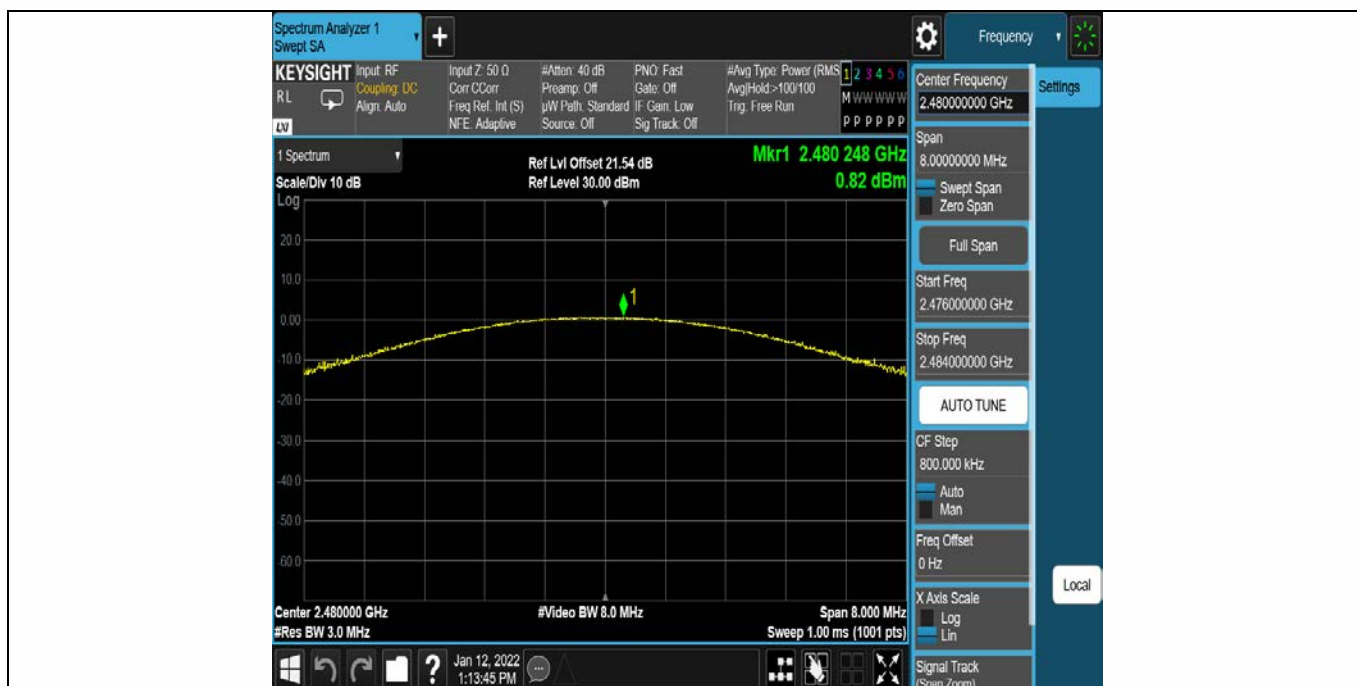 Spectrum Analyzer 1
Swept SA
+
Frequency
KEYSIGHT
RL
LXI
Input: RF
Coupling: DC
Align: Auto
Input Z: 50 Ω
Corr CCorr
Freq Ref: Int (S)
NFE: Adaptive
#Atten: 40 dB
Preamp: Off
µW Path: Standard
Source: Off
PNO: Fast
Gate: Off
IF Gain: Low
Sig Track: Off
#Avg Type: Power (RMS
Avg|Hold:>100/100
Trig: Free Run
1 2 3 4 5 6
M W W W W W
P P P P P P
1 Spectrum
Scale/Div 10 dB
Log
Ref Lvl Offset 21.54 dB
Ref Level 30.00 dBm
Mkr1 2.480 248 GHz
0.82 dBm
1
20.0
10.0
0.00
-10.0
-20.0
-30.0
-40.0
-50.0
-60.0
Center 2.480000 GHz
#Res BW 3.0 MHz
#Video BW 8.0 MHz
Span 8.000 MHz
Sweep 1.00 ms (1001 pts)
Center Frequency
2.480000000 GHz
Settings
Span
8.00000000 MHz
Swept Span
Zero Span
Full Span
Start Freq
2.476000000 GHz
Stop Freq
2.484000000 GHz
AUTO TUNE
CF Step
800.000 kHz
Auto
Man
Freq Offset
0 Hz
X Axis Scale
Log
Lin
Local
Signal Track
(Span Zoom)
?
Jan 12, 2022
1:13:45 PM